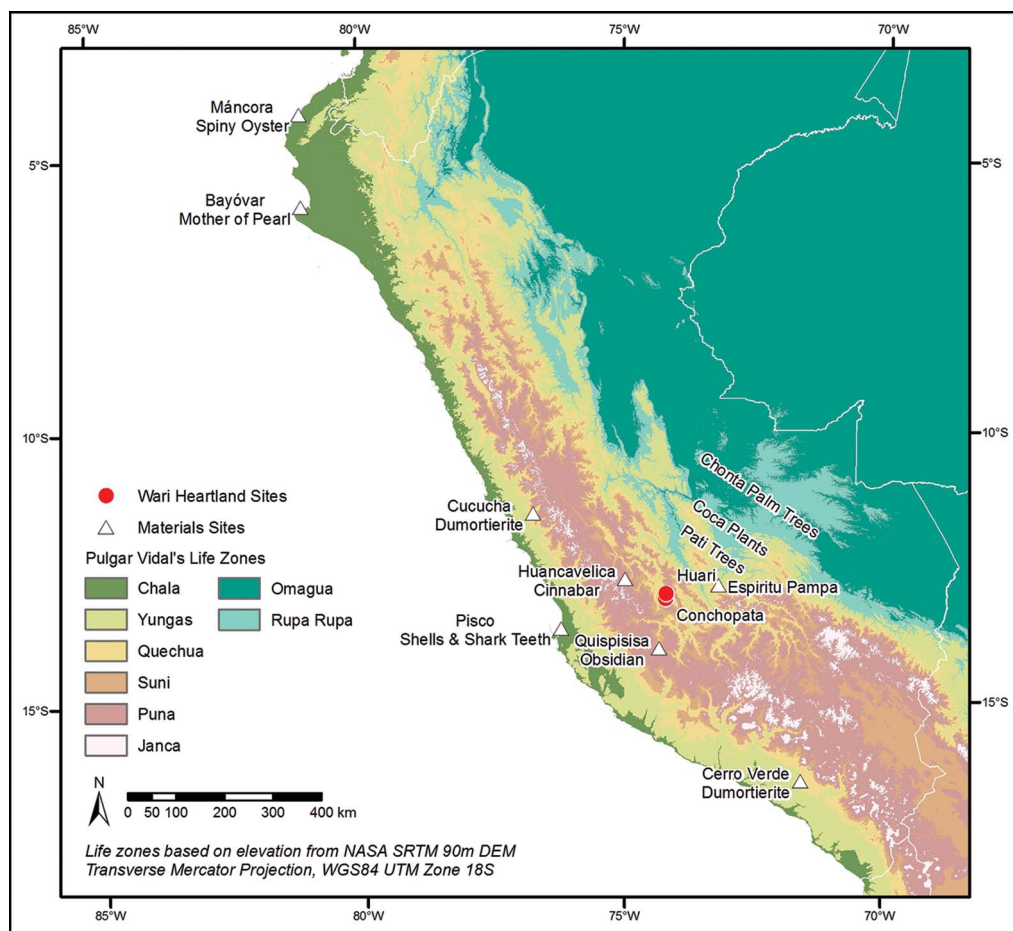 85°W
80°W
75°W
70°W
Máncora
Spiny Oyster
5°S
5°S
Bayóvar
Mother of Pearl
10°S
10°S
Chonta Palm Trees
Coca Plants
Pati Trees
Cucucha
Dumortierite
Huancavelica
Cinnabar
Huari
Espiritu Pampa
Conchopata
Pisco
Shells & Shark Teeth
Quispisisa
Obsidian
15°S
15°S
Cerro Verde
Dumortierite
Wari Heartland Sites
Materials Sites
Pulgar Vidal's Life Zones
Chala
Omagua
Yungas
Rupa Rupa
Quechua
Suni
Puna
Janca
N
0 50 100 200 300 400 km
Life zones based on elevation from NASA SRTM 90m DEM
Transverse Mercator Projection, WGS84 UTM Zone 18S
85°W
80°W
75°W
70°W